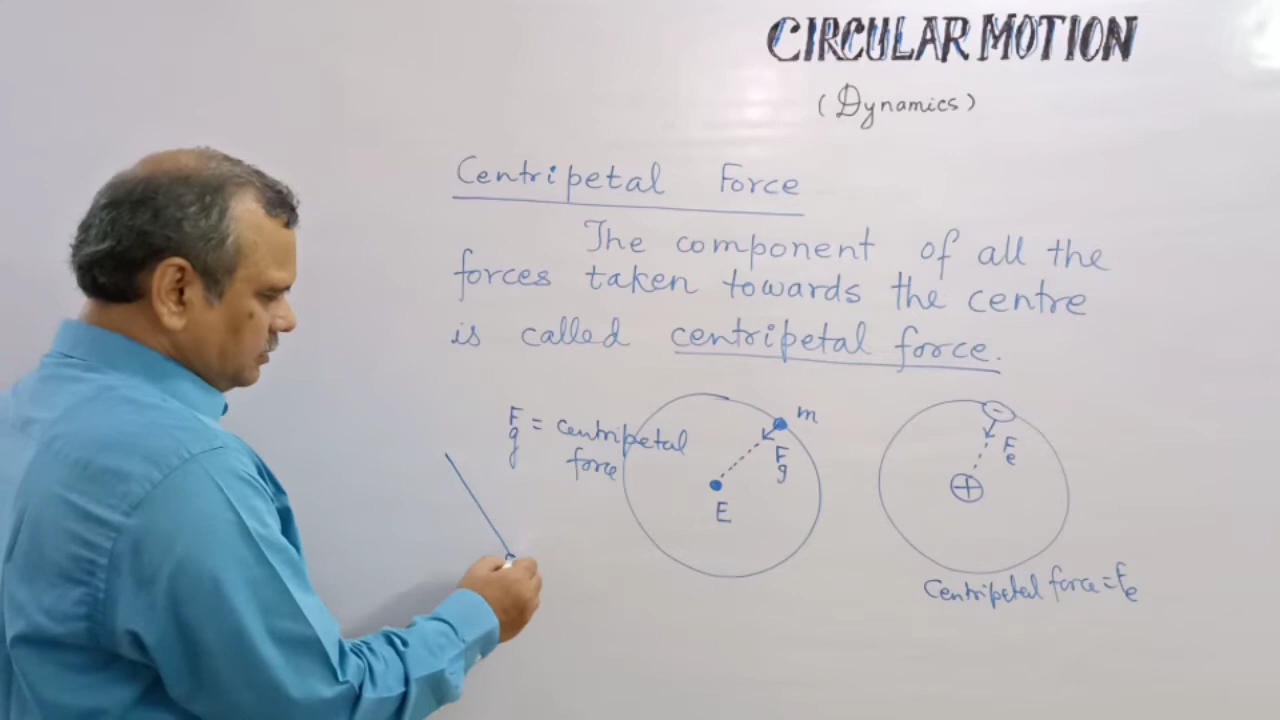 CIRCULAR MOTION
(Dynamics)
Centripetal Force
The component of all the
forces taken towards the centre
is called centripetal force.
Fg = centripetal
force
m
Fg
E
-
Fe
+
Centripetal force = Fe